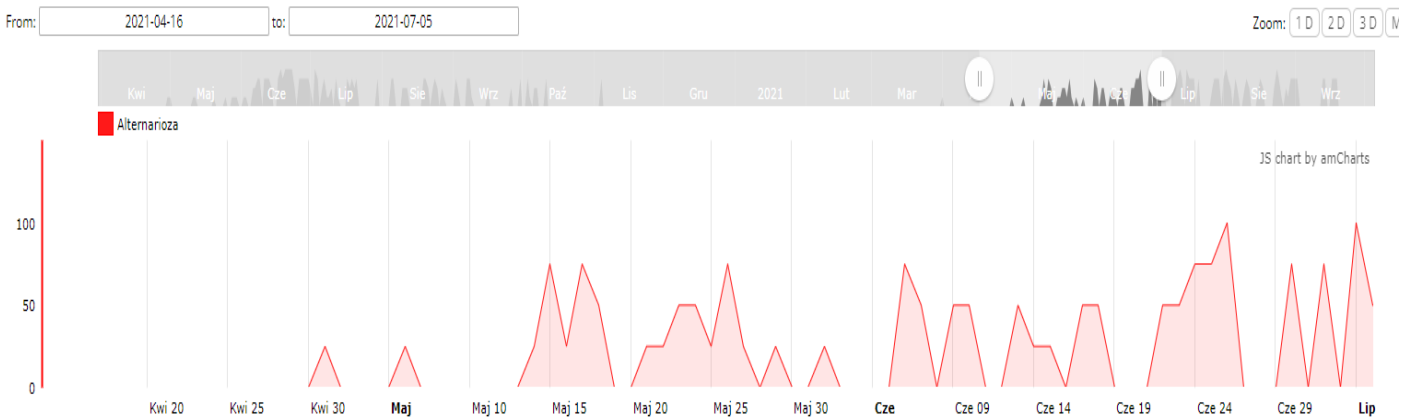 From: 2021-04-16 to: 2021-07-05 Zoom: 1 D 2 D 3 D M
Kwi Maj Cze Lip Sie Wrz Paź Lis Gru 2021 Lut Mar Maj Cze Lip Sie Wrz
Alternarioza
JS chart by amCharts
100
50
0
Kwi 20 Kwi 25 Kwi 30 Maj Maj 10 Maj 15 Maj 20 Maj 25 Maj 30 Cze Cze 09 Cze 14 Cze 19 Cze 24 Cze 29 Lip